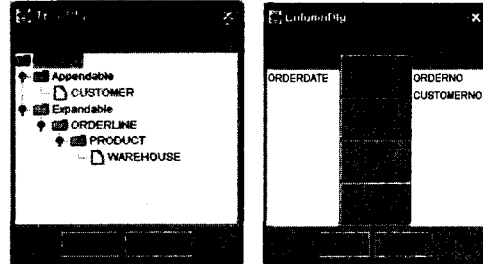 ColumnDlg
Appendable
CUSTOMER
Expandable
ORDERLINE
PRODUCT
WAREHOUSE
ORDERDATE
ORDERNO
CUSTOMERNO